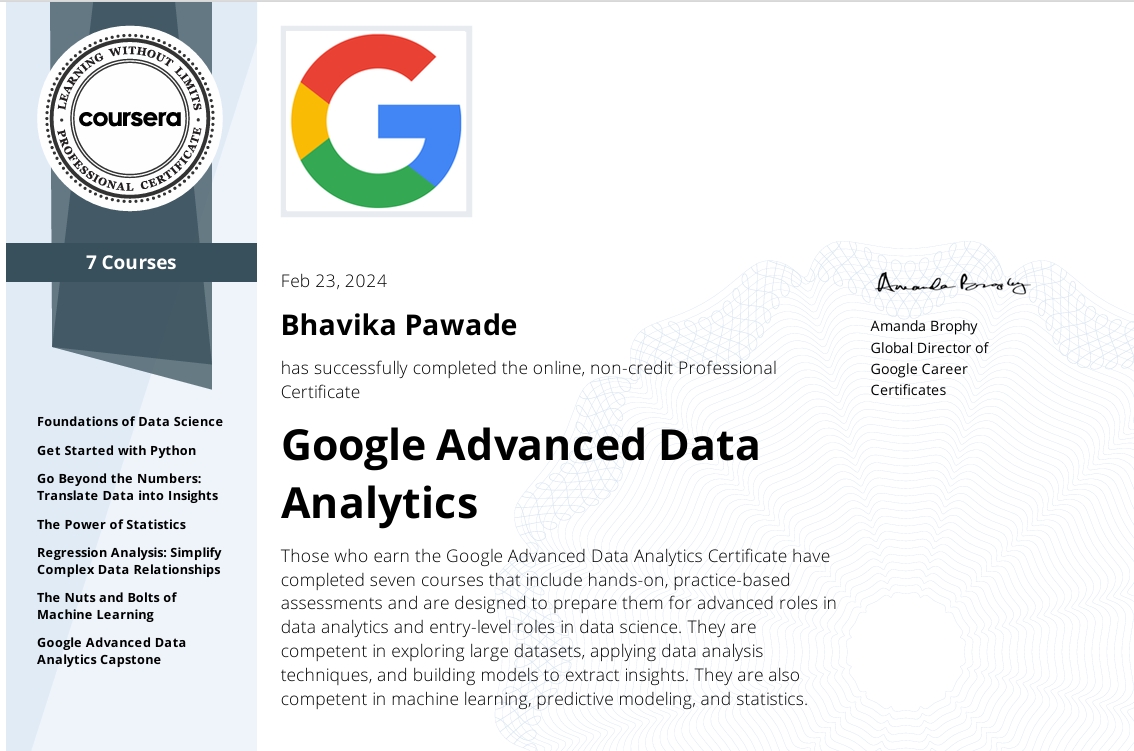 LEARNING WITHOUT LIMITS
coursera
PROFESSIONAL CERTIFICATE
7 Courses
Foundations of Data Science
Get Started with Python
Go Beyond the Numbers:
Translate Data into Insights
The Power of Statistics
Regression Analysis: Simplify
Complex Data Relationships
The Nuts and Bolts of
Machine Learning
Google Advanced Data
Analytics Capstone
Feb 23, 2024
Bhavika Pawade
has successfully completed the online, non-credit Professional
Certificate
Google Advanced Data
Analytics
Those who earn the Google Advanced Data Analytics Certificate have
completed seven courses that include hands-on, practice-based
assessments and are designed to prepare them for advanced roles in
data analytics and entry-level roles in data science. They are
competent in exploring large datasets, applying data analysis
techniques, and building models to extract insights. They are also
competent in machine learning, predictive modeling, and statistics.
Amanda Brophy
Amanda Brophy
Global Director of
Google Career
Certificates